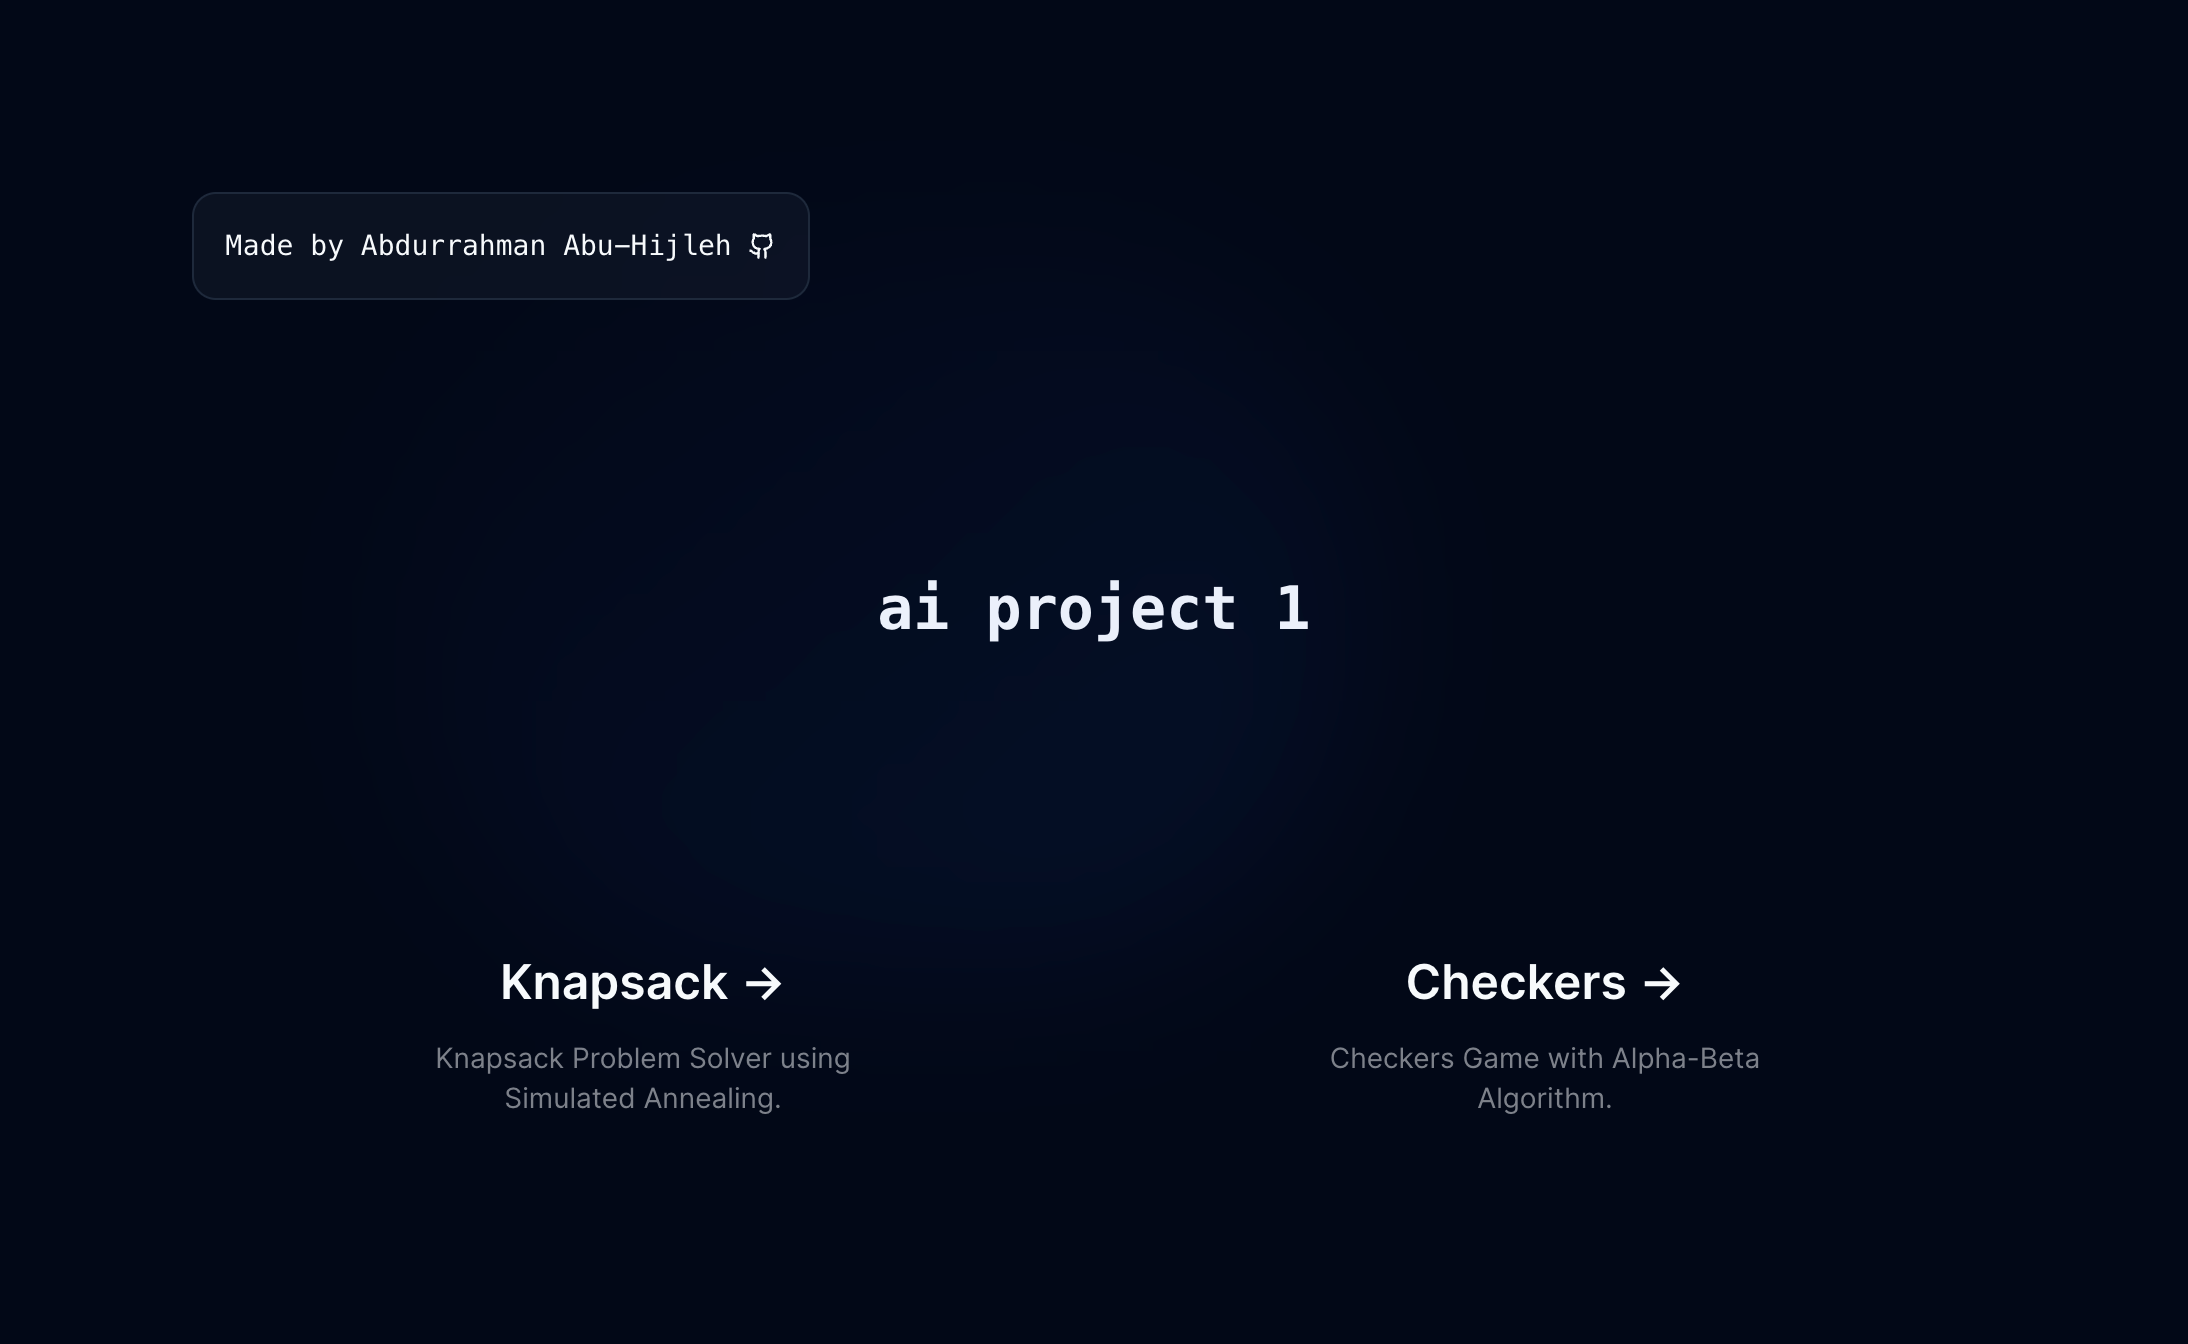 Made by Abdurrahman Abu-Hijleh
ai project 1
Knapsack →
Knapsack Problem Solver using
Simulated Annealing.
Checkers →
Checkers Game with Alpha-Beta
Algorithm.